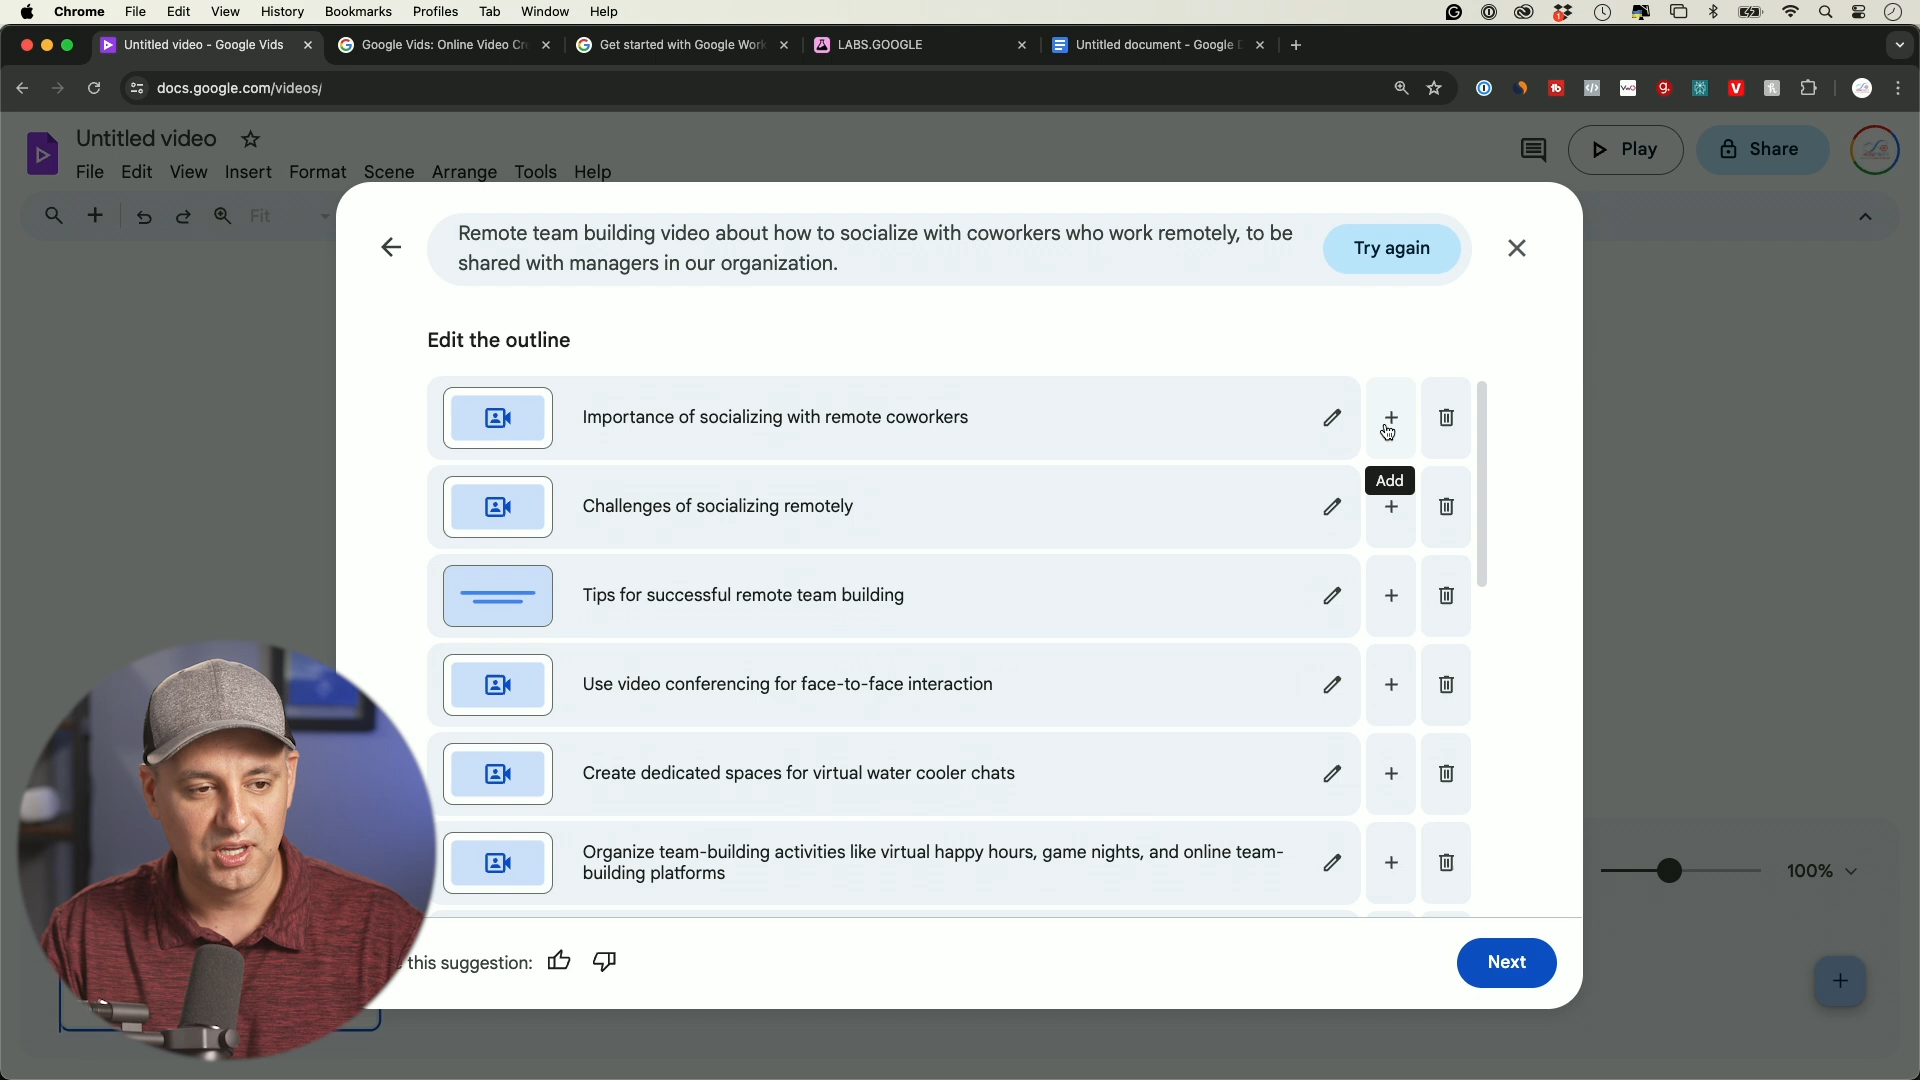 Chrome File Edit View History Bookmarks Profiles Tab Window Help
Untitled video - Google Vids
Google Vids: Online Video Cr
Get started with Google Work
LABS.GOOGLE
Untitled document - Google D
docs.google.com/videos/
Untitled video
File Edit View Insert Format Scene Arrange Tools Help
Play
Share
Fit
Remote team building video about how to socialize with coworkers who work remotely, to be
shared with managers in our organization.
Try again
Edit the outline
Importance of socializing with remote coworkers
Add
Challenges of socializing remotely
Tips for successful remote team building
Use video conferencing for face-to-face interaction
Create dedicated spaces for virtual water cooler chats
Organize team-building activities like virtual happy hours, game nights, and online team-
building platforms
100%
this suggestion:
Next